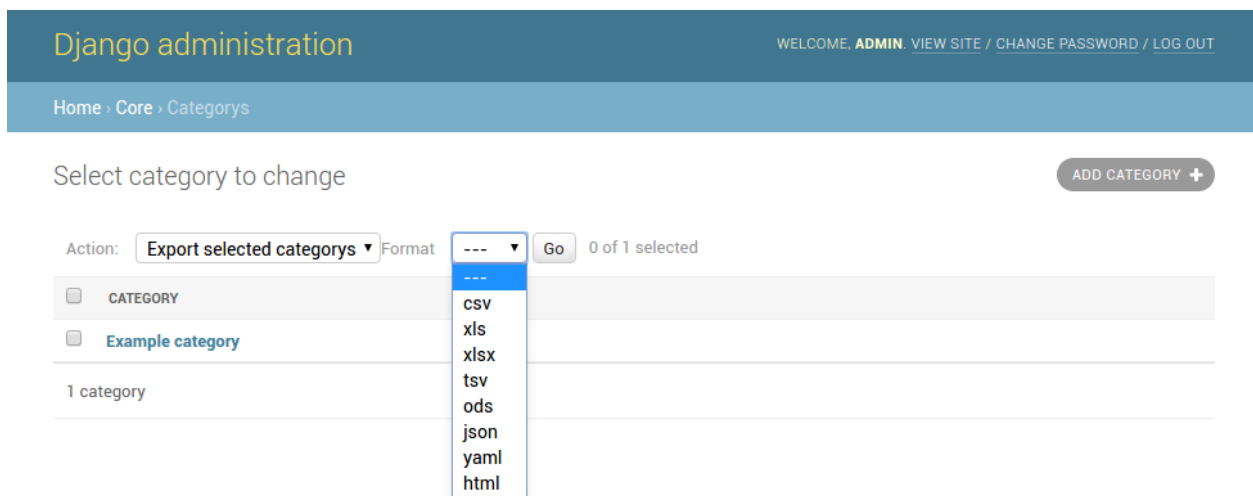 Django administration
WELCOME, ADMIN. VIEW SITE / CHANGE PASSWORD / LOG OUT
Home › Core › Categorys
Select category to change
ADD CATEGORY +
Action: Export selected categorys ▼ Format --- ▼ Go 0 of 1 selected
---
CATEGORY
csv
xls
Example category
xlsx
tsv
1 category
ods
json
yaml
html